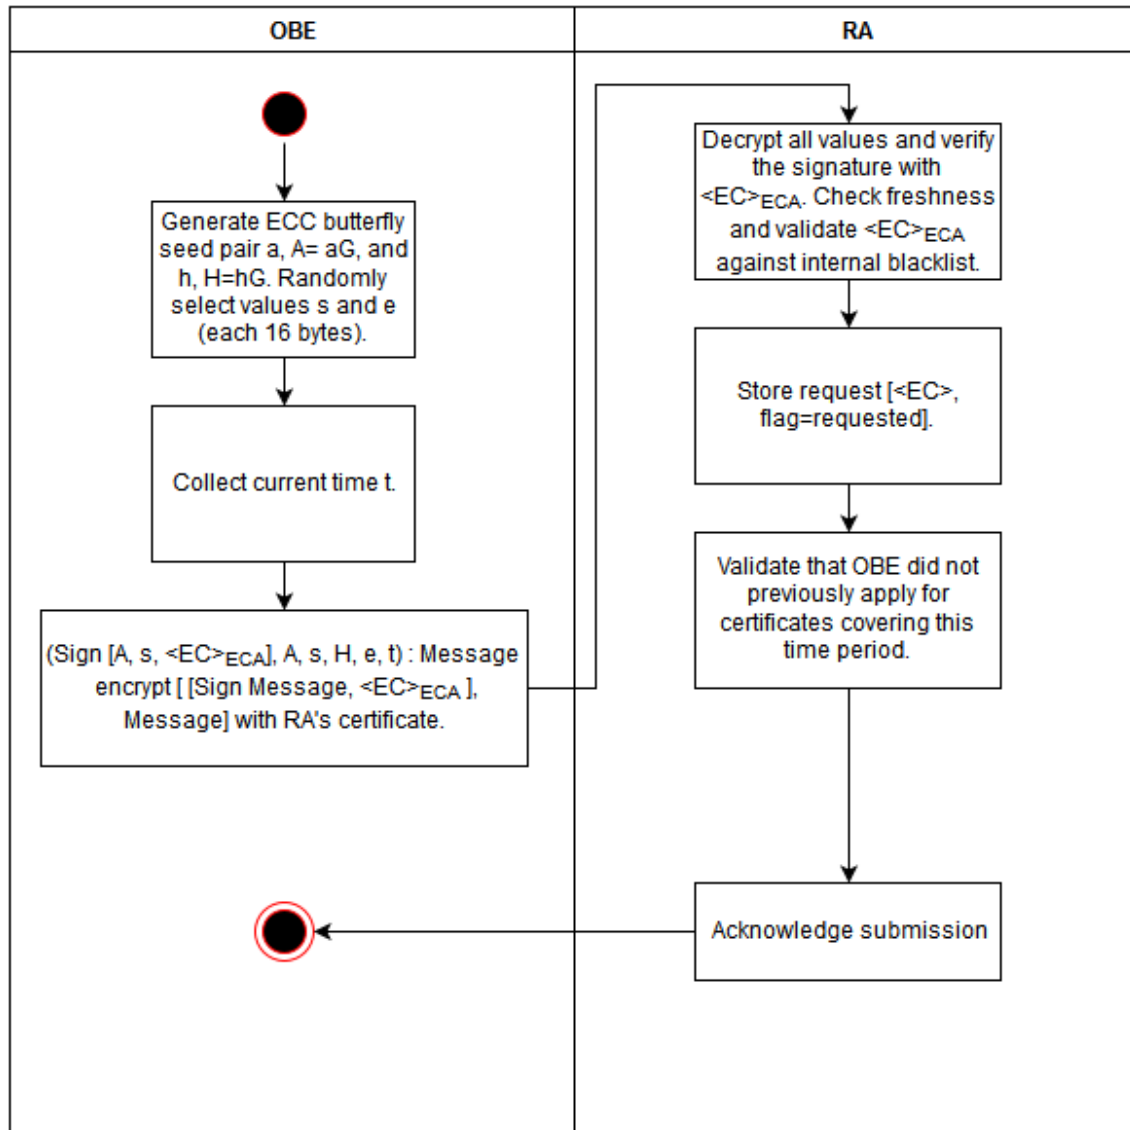 OBE
RA
Generate ECC butterfly
seed pair a, A= aG, and
h, H=hG. Randomly
select values s and e
(each 16 bytes).
Collect current time t.
(Sign [A, s, <EC>ECA], A, s, H, e, t) : Message
encrypt [ [Sign Message, <EC>ECA ],
Message] with RA's certificate.
Decrypt all values and verify
the signature with
<EC>ECA. Check freshness
and validate <EC>ECA
against internal blacklist.
Store request [<EC>,
flag=requested].
Validate that OBE did not
previously apply for
certificates covering this
time period.
Acknowledge submission